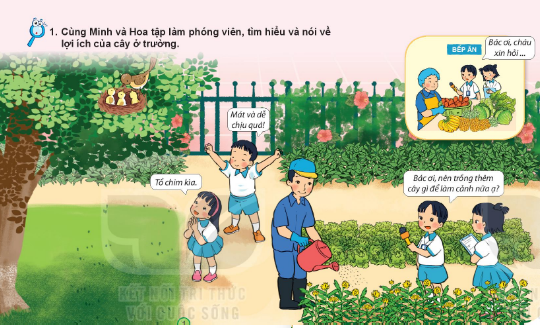 1. Cùng Minh và Hoa tập làm phóng viên, tìm hiểu và nói về
lợi ích của cây ở trường.
BẾP ĂN
Bác ơi, cháu
xin hỏi ...
Mát và dễ
chịu quá!
Tổ chim kìa.
Bác ơi, nên trồng thêm
cây gì để làm cảnh nữa ạ?
KẾT NỐI TRI THỨC
VỚI CUỘC SỐNG
1